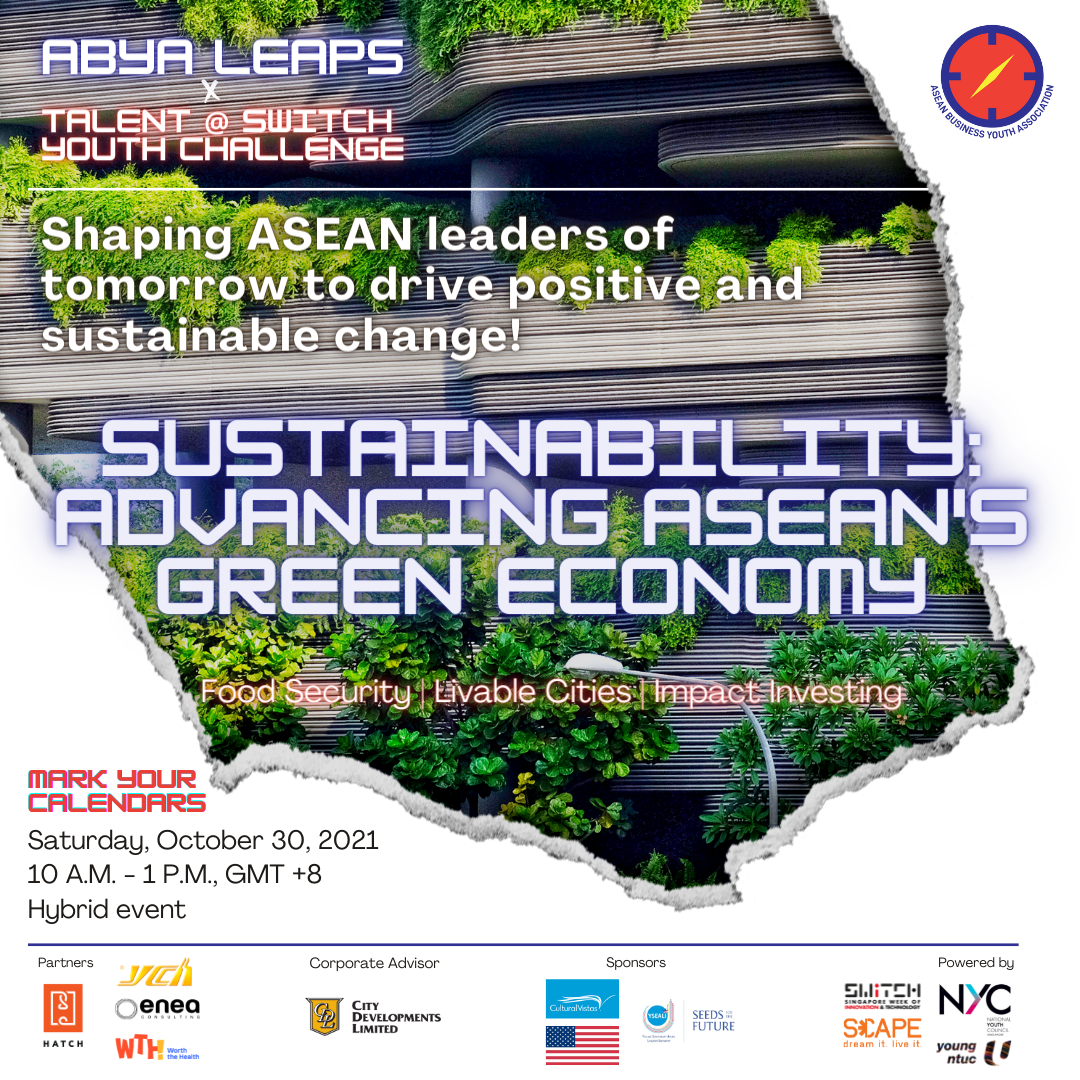 ABYA LEAPS
X
TALENT @ SWITCH
YOUTH CHALLENGE
ASEAN BUSINESS YOUTH ASSOCIATION
Shaping ASEAN leaders of
tomorrow to drive positive and
sustainable change!
SUSTAINABILITY:
ADVANCING ASEAN'S
GREEN ECONOMY
Food Security | Livable Cities | Impact Investing
MARK YOUR
CALENDARS
Saturday, October 30, 2021
10 A.M. - 1 P.M., GMT +8
Hybrid event
Partners
HATCH
YCH
enea
CONSULTING
WTH!
Worth
the Health
Corporate Advisor
CDL
CITY
DEVELOPMENTS
LIMITED
Sponsors
CulturalVistas
YSEALI
SEEDS FOR THE
FUTURE
Powered by
SWITCH
SINGAPORE WEEK OF
INNOVATION & TECHNOLOGY
SCAPE
dream it. live it.
NYC
NATIONAL
YOUTH
COUNCIL
young
ntuc
U